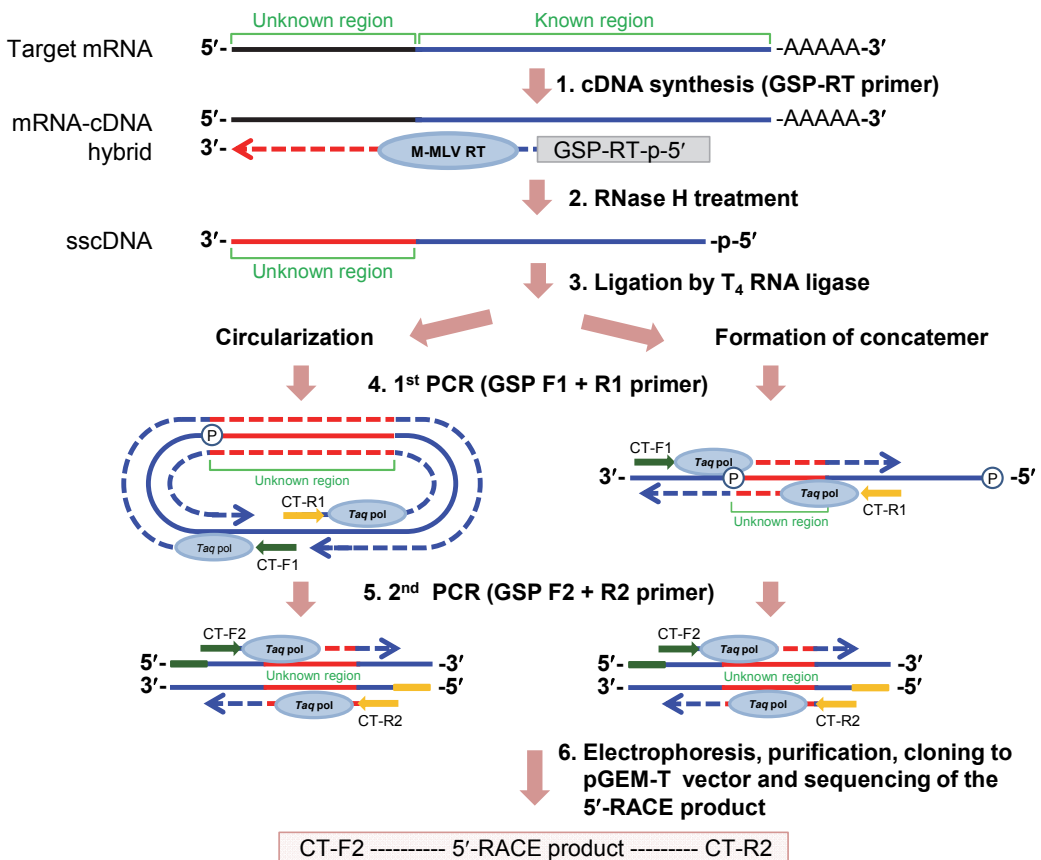 Unknown region Known region
Target mRNA 5′- -AAAAA-3′
1. cDNA synthesis (GSP-RT primer)
5′- -AAAAA-3′
mRNA-cDNA
hybrid
3′- M-MLV RT GSP-RT-p-5′
2. RNase H treatment
sscDNA 3′- -p-5′
Unknown region
3. Ligation by T4 RNA ligase
Circularization Formation of concatemer
4. 1st PCR (GSP F1 + R1 primer)
P
Unknown region
CT-R1
Taq pol
Taq pol
CT-F1
CT-F1
Taq pol
3′- P P -5′
Taq pol
CT-R1
Unknown region
5. 2nd PCR (GSP F2 + R2 primer)
CT-F2 Taq pol
5′- -3′
Unknown region
3′- -5′
Taq pol
CT-R2
CT-F2 Taq pol
5′- -3′
Unknown region
3′- -5′
Taq pol
CT-R2
6. Electrophoresis, purification, cloning to
pGEM-T vector and sequencing of the
5′-RACE product
CT-F2 ---------- 5′-RACE product --------- CT-R2